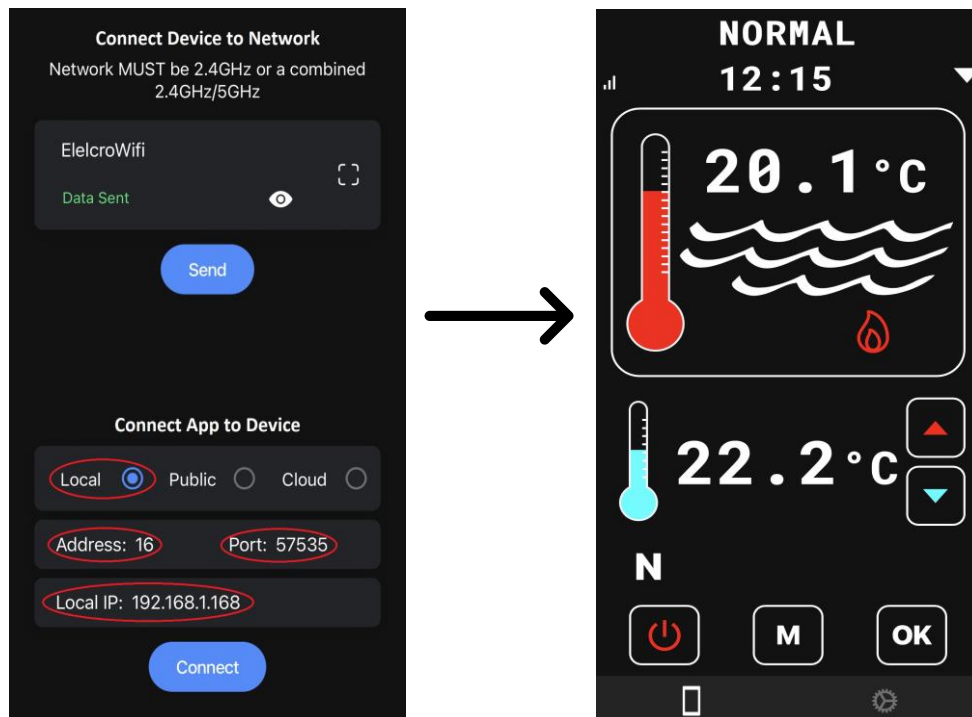 Connect Device to Network
Network MUST be 2.4GHz or a combined
2.4GHz/5GHz
ElelcroWifi
Data Sent
Send
Connect App to Device
Local Public Cloud
Address: 16 Port: 57535
Local IP: 192.168.1.168
Connect
NORMAL
12:15
20.1°C
22.2°C
N
M OK